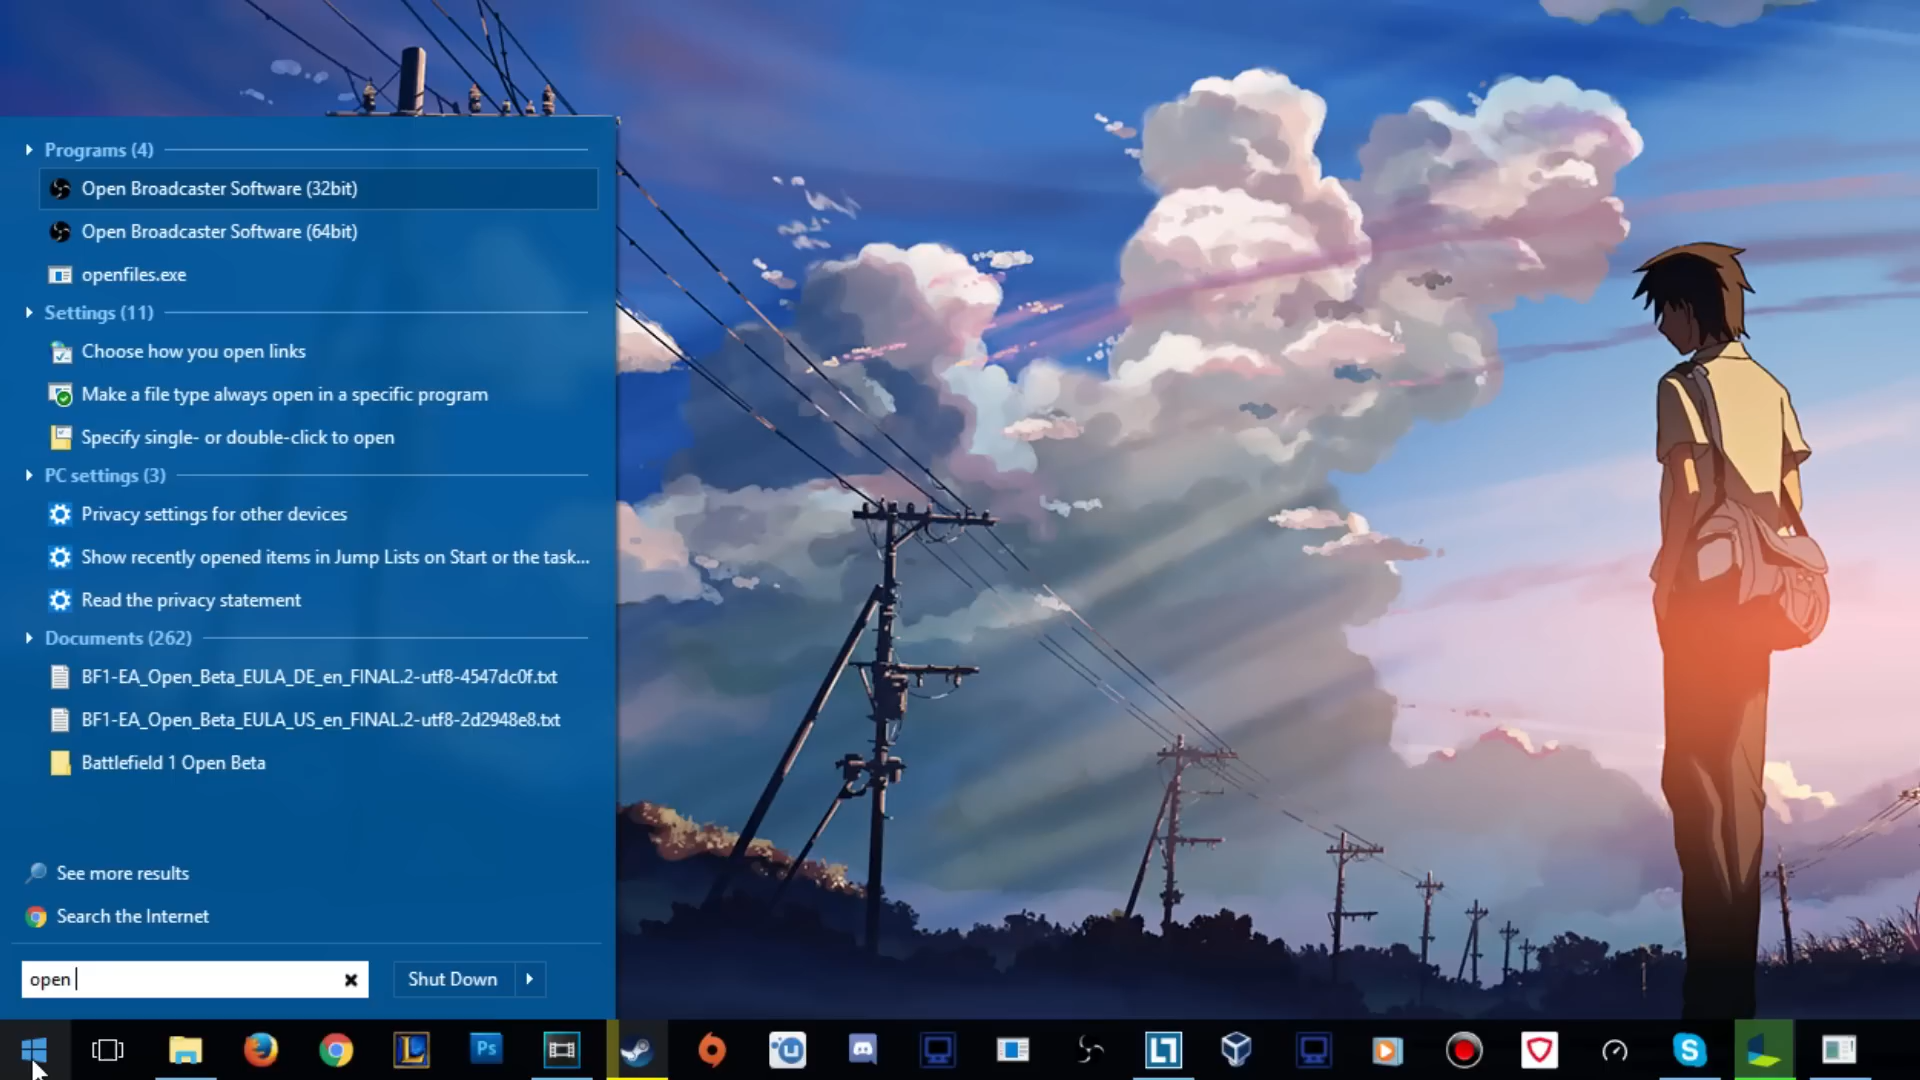 Programs (4)
Open Broadcaster Software (32bit)
Open Broadcaster Software (64bit)
openfiles.exe
Settings (11)
Choose how you open links
Make a file type always open in a specific program
Specify single- or double-click to open
PC settings (3)
Privacy settings for other devices
Show recently opened items in Jump Lists on Start or the task...
Read the privacy statement
Documents (262)
BF1-EA_Open_Beta_EULA_DE_en_FINAL.2-utf8-4547dc0f.txt
BF1-EA_Open_Beta_EULA_US_en_FINAL.2-utf8-2d2948e8.txt
Battlefield 1 Open Beta
See more results
Search the Internet
open
Shut Down
L
Ps
U
S